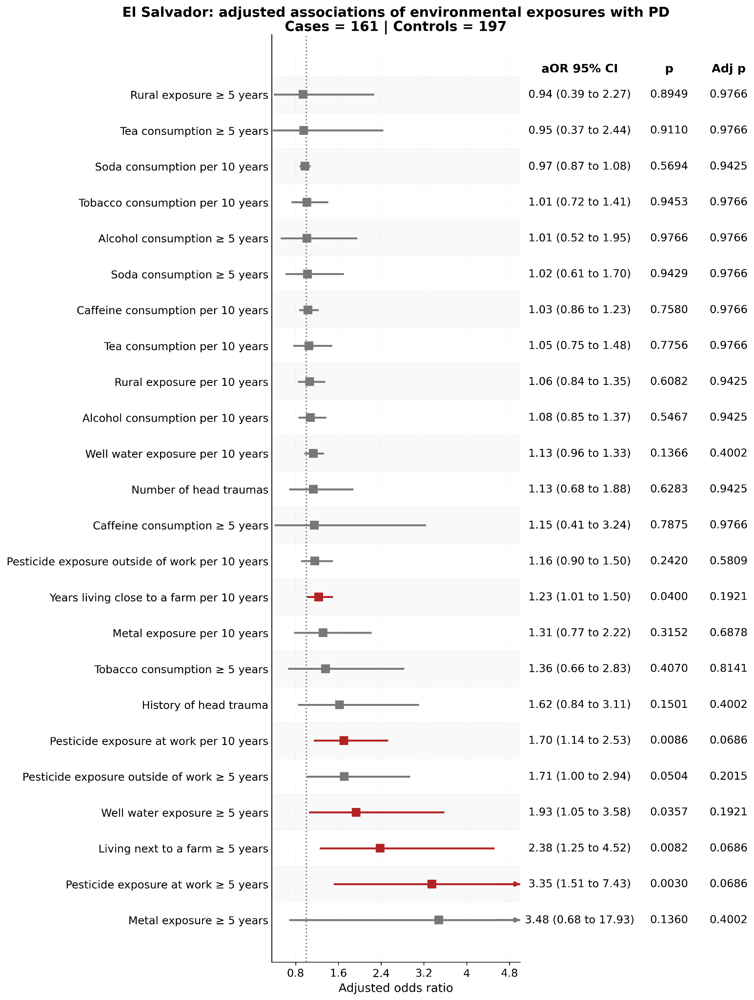 El Salvador: adjusted associations of environmental exposures with PD
Cases = 161 | Controls = 197
aOR 95% CI p Adj p
Rural exposure ≥ 5 years 0.94 (0.39 to 2.27) 0.8949 0.9766
Tea consumption ≥ 5 years 0.95 (0.37 to 2.44) 0.9110 0.9766
Soda consumption per 10 years 0.97 (0.87 to 1.08) 0.5694 0.9425
Tobacco consumption per 10 years 1.01 (0.72 to 1.41) 0.9453 0.9766
Alcohol consumption ≥ 5 years 1.01 (0.52 to 1.95) 0.9766 0.9766
Soda consumption ≥ 5 years 1.02 (0.61 to 1.70) 0.9429 0.9766
Caffeine consumption per 10 years 1.03 (0.86 to 1.23) 0.7580 0.9766
Tea consumption per 10 years 1.05 (0.75 to 1.48) 0.7756 0.9766
Rural exposure per 10 years 1.06 (0.84 to 1.35) 0.6082 0.9425
Alcohol consumption per 10 years 1.08 (0.85 to 1.37) 0.5467 0.9425
Well water exposure per 10 years 1.13 (0.96 to 1.33) 0.1366 0.4002
Number of head traumas 1.13 (0.68 to 1.88) 0.6283 0.9425
Caffeine consumption ≥ 5 years 1.15 (0.41 to 3.24) 0.7875 0.9766
Pesticide exposure outside of work per 10 years 1.16 (0.90 to 1.50) 0.2420 0.5809
Years living close to a farm per 10 years 1.23 (1.01 to 1.50) 0.0400 0.1921
Metal exposure per 10 years 1.31 (0.77 to 2.22) 0.3152 0.6878
Tobacco consumption ≥ 5 years 1.36 (0.66 to 2.83) 0.4070 0.8141
History of head trauma 1.62 (0.84 to 3.11) 0.1501 0.4002
Pesticide exposure at work per 10 years 1.70 (1.14 to 2.53) 0.0086 0.0686
Pesticide exposure outside of work ≥ 5 years 1.71 (1.00 to 2.94) 0.0504 0.2015
Well water exposure ≥ 5 years 1.93 (1.05 to 3.58) 0.0357 0.1921
Living next to a farm ≥ 5 years 2.38 (1.25 to 4.52) 0.0082 0.0686
Pesticide exposure at work ≥ 5 years 3.35 (1.51 to 7.43) 0.0030 0.0686
Metal exposure ≥ 5 years 3.48 (0.68 to 17.93) 0.1360 0.4002
0.8 1.6 2.4 3.2 4 4.8
Adjusted odds ratio